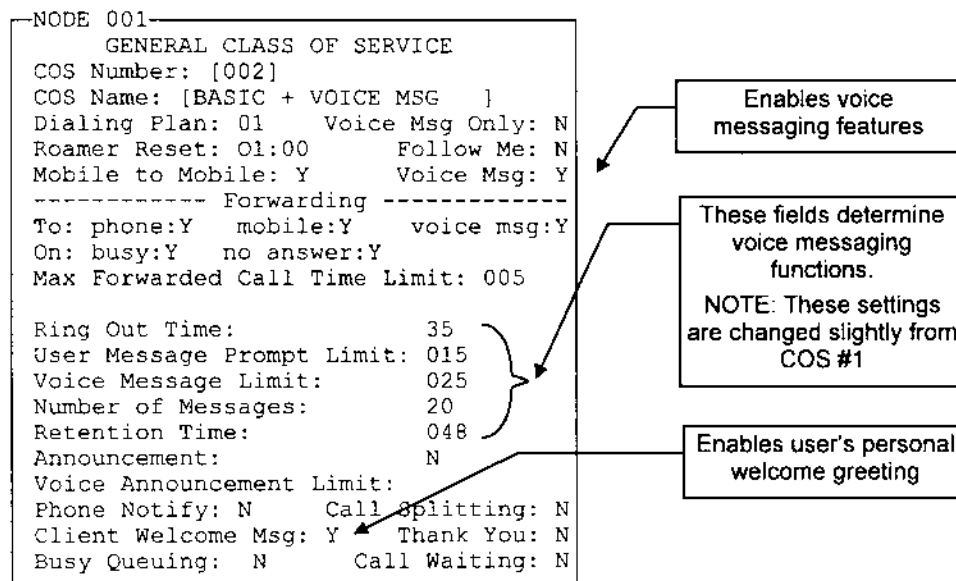 NODE 001
GENERAL CLASS OF SERVICE
COS Number: [002]
COS Name: [BASIC + VOICE MSG ]
Dialing Plan: 01 Voice Msg Only: N
Roamer Reset: O1:00 Follow Me: N
Mobile to Mobile: Y Voice Msg: Y
------------ Forwarding -------------
To: phone:Y mobile:Y voice msg:Y
On: busy:Y no answer:Y
Max Forwarded Call Time Limit: 005
Ring Out Time: 35
User Message Prompt Limit: 015
Voice Message Limit: 025
Number of Messages: 20
Retention Time: 048
Announcement: N
Voice Announcement Limit:
Phone Notify: N Call Splitting: N
Client Welcome Msg: Y Thank You: N
Busy Queuing: N Call Waiting: N
Enables voice
messaging features
These fields determine
voice messaging
functions.
NOTE: These settings
are changed slightly from
COS #1
Enables user's personal
welcome greeting